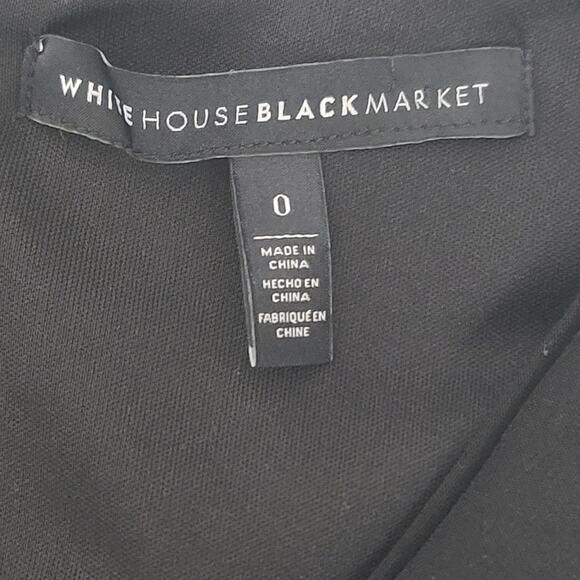 WHITE HOUSE BLACK MARKET
0
MADE IN
CHINA
HECHO EN
CHINA
FABRIQUÉ EN
CHINE